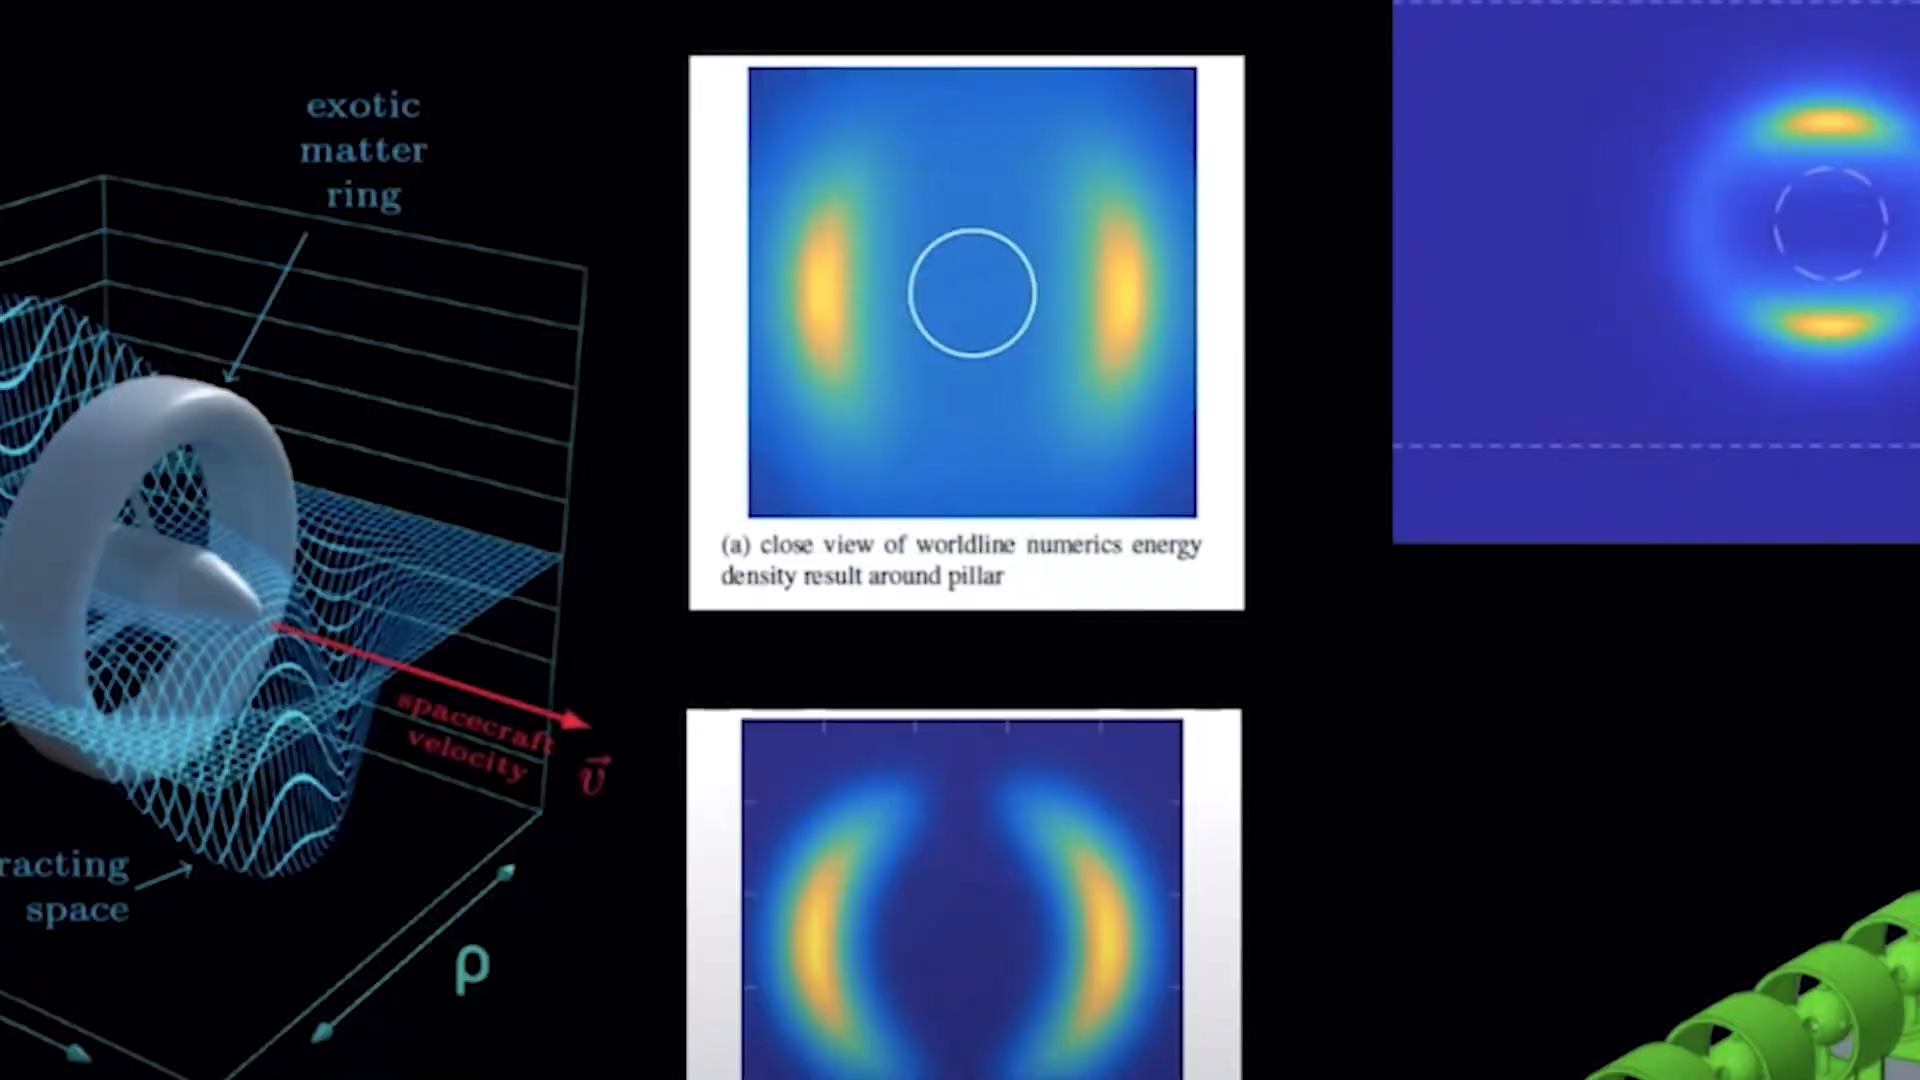 exotic
matter
ring
(a) close view of worldline numerics energy
density result around pillar
spacecraft
velocity
v⃗
racting
space
ρ